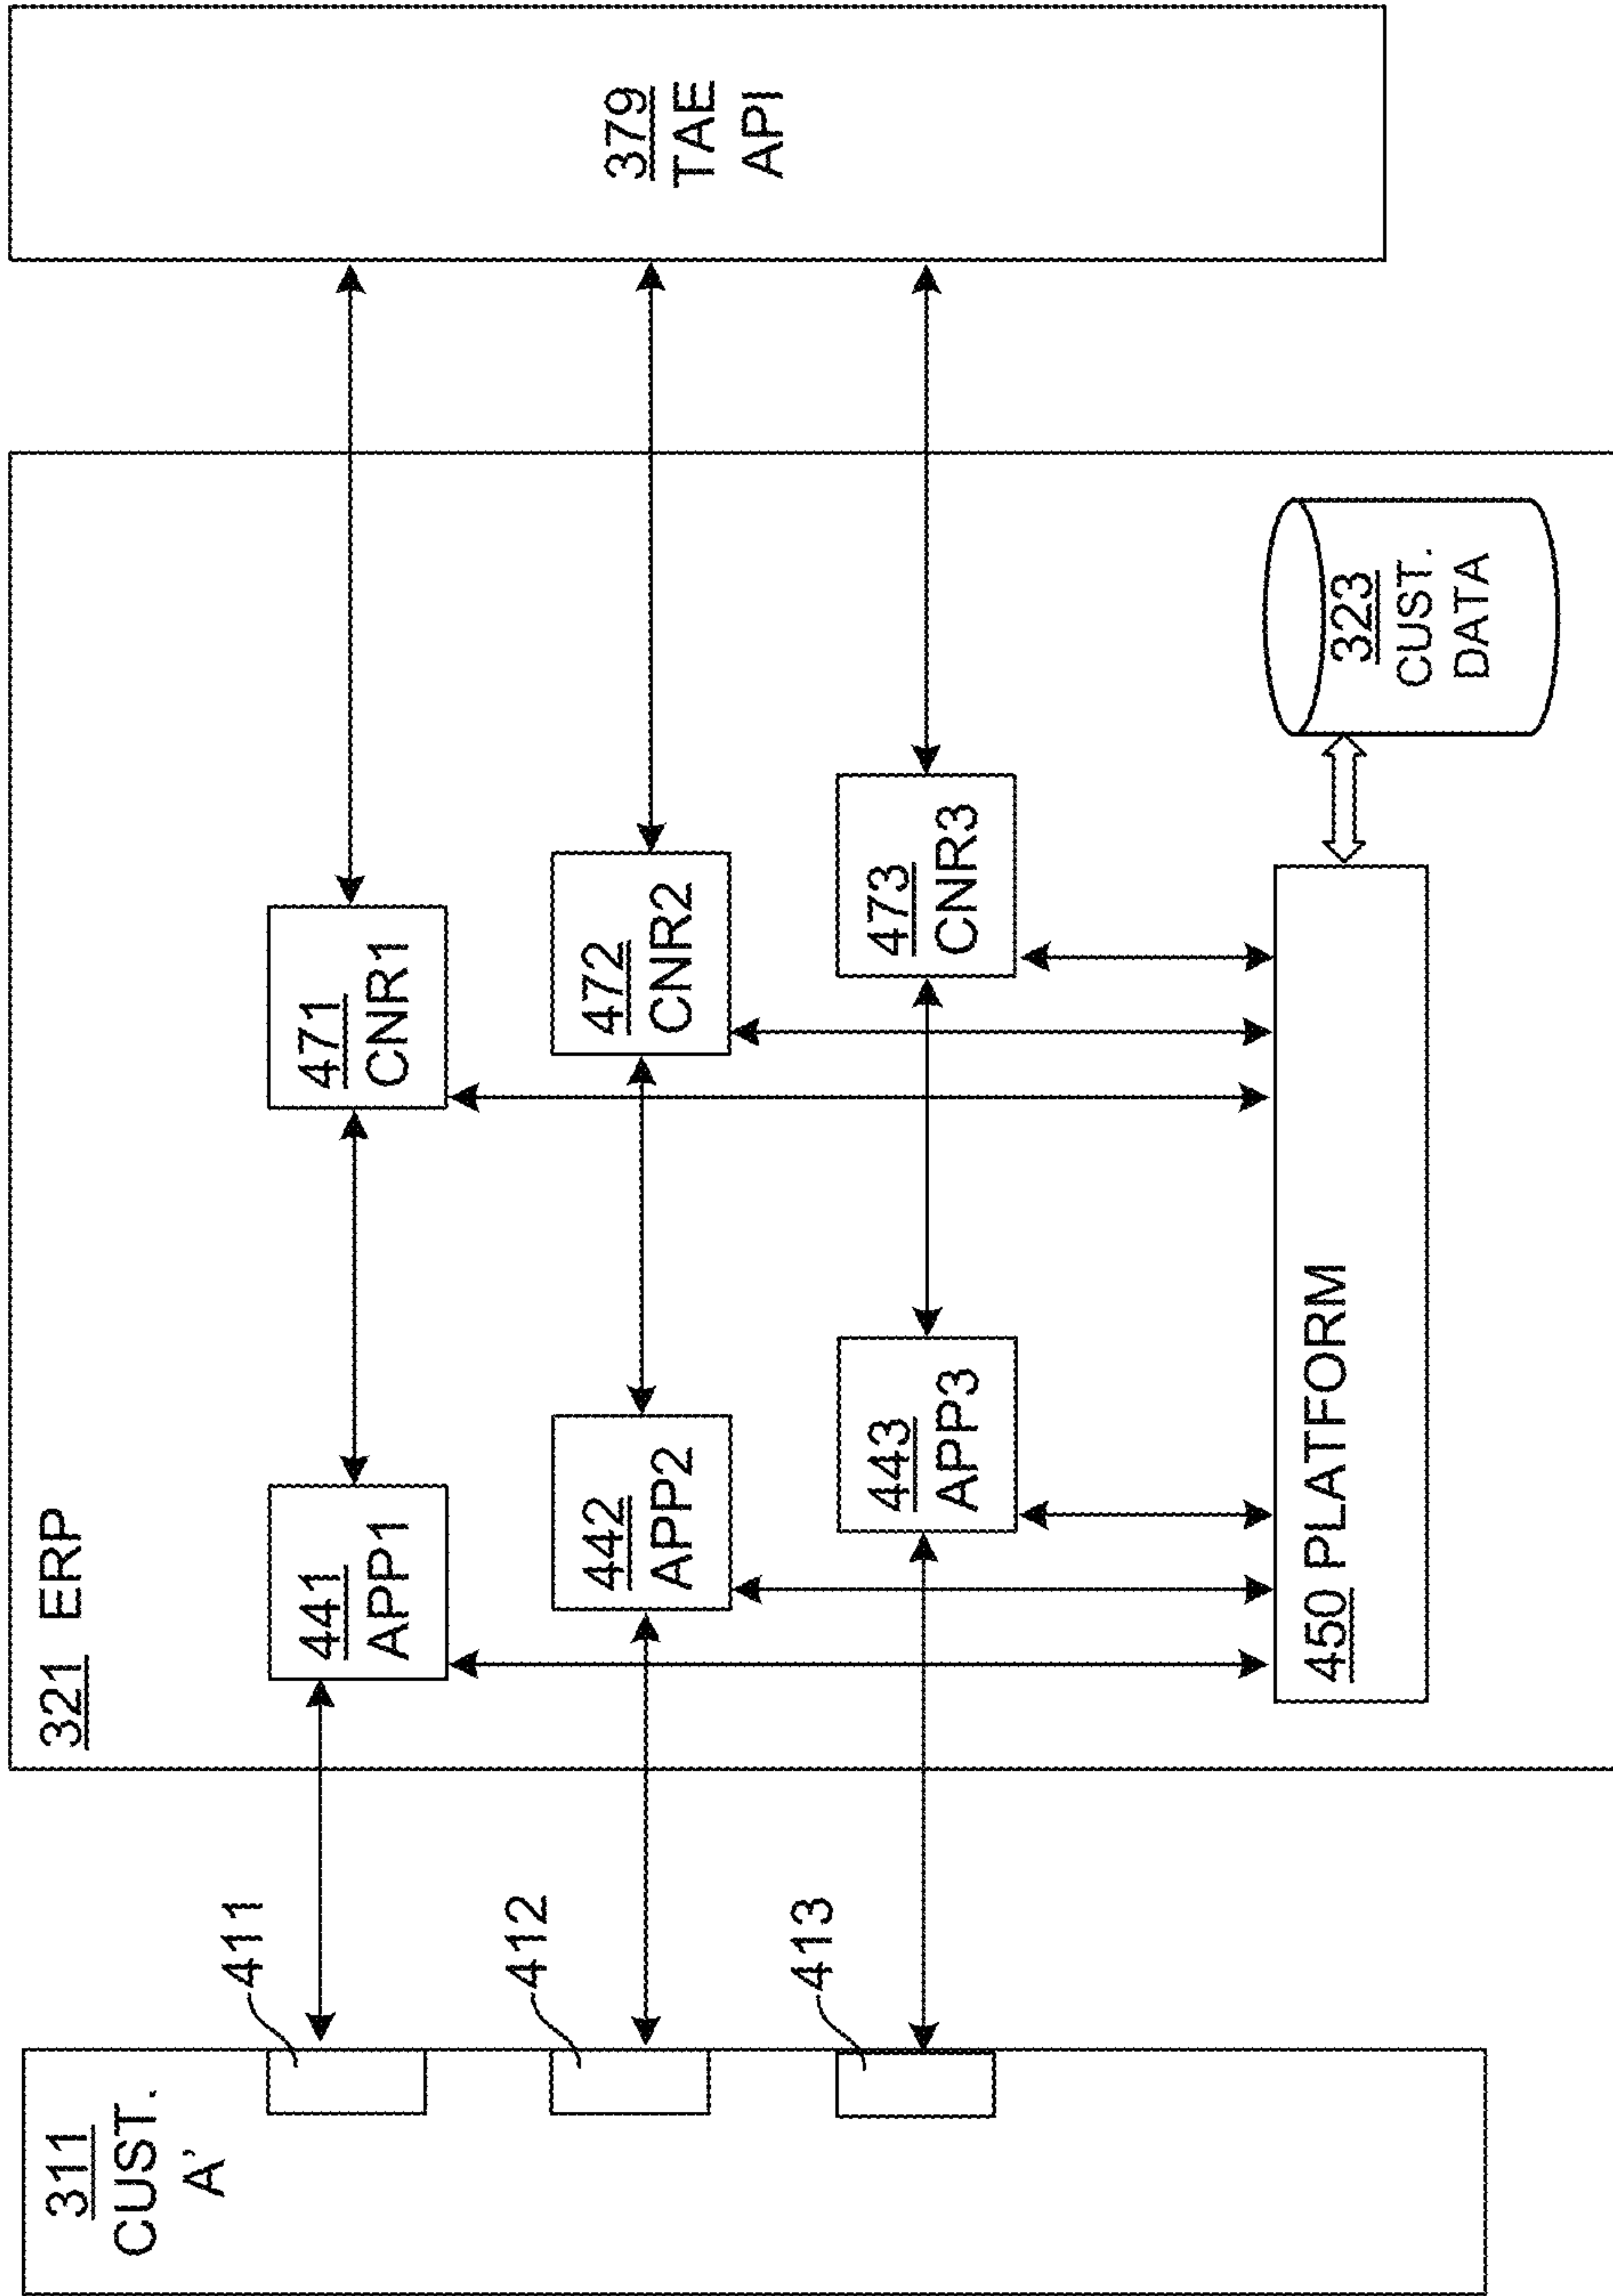 311
CUST.
A'
411
412
413
321 ERP
441
APP1
442
APP2
443
APP3
471
CNR1
472
CNR2
473
CNR3
450 PLATFORM
323
CUST.
DATA
379
TAE
API